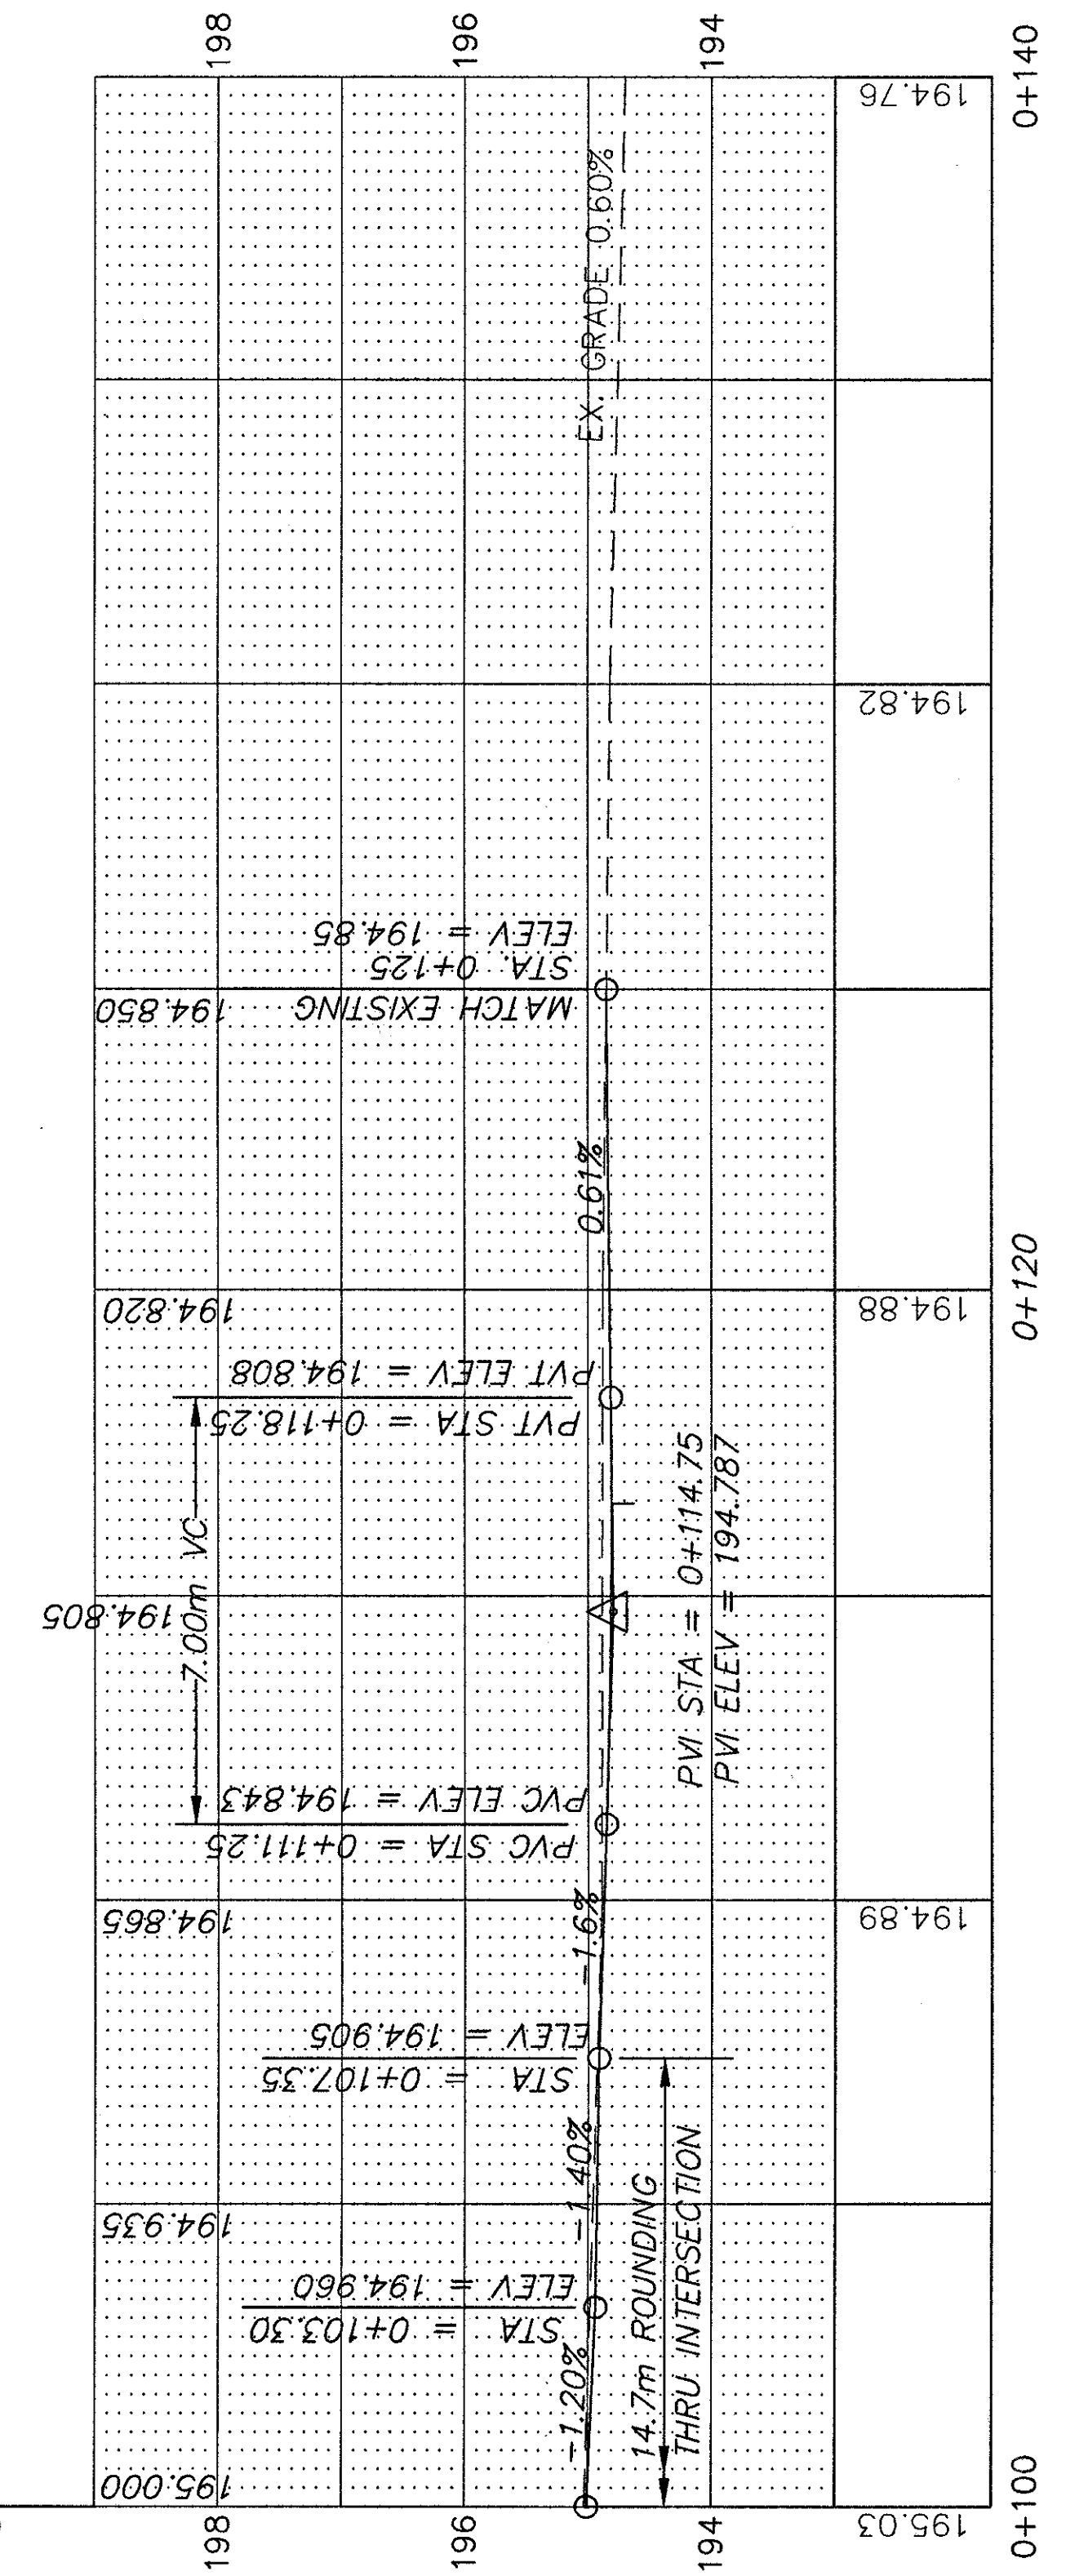 198
196
194
198
196
194
195.000
194.935
194.865
194.805
194.820
194.850
STA = 0+103.30
ELEV = 194.960
STA = 0+107.35
ELEV = 194.905
PVC STA = 0+111.25
PVC ELEV = 194.843
7.00m VC
PVT STA = 0+118.25
PVT ELEV = 194.808
MATCH EXISTING
STA. 0+125
ELEV = 194.85
-1.20%
-1.40%
-1.6%
0.61%
EX. GRADE 0.60%
14.7m ROUNDING
THRU INTERSECTION
PVI STA = 0+114.75
PVI ELEV = 194.787
195.03
194.89
194.88
194.82
194.76
0+100
0+120
0+140